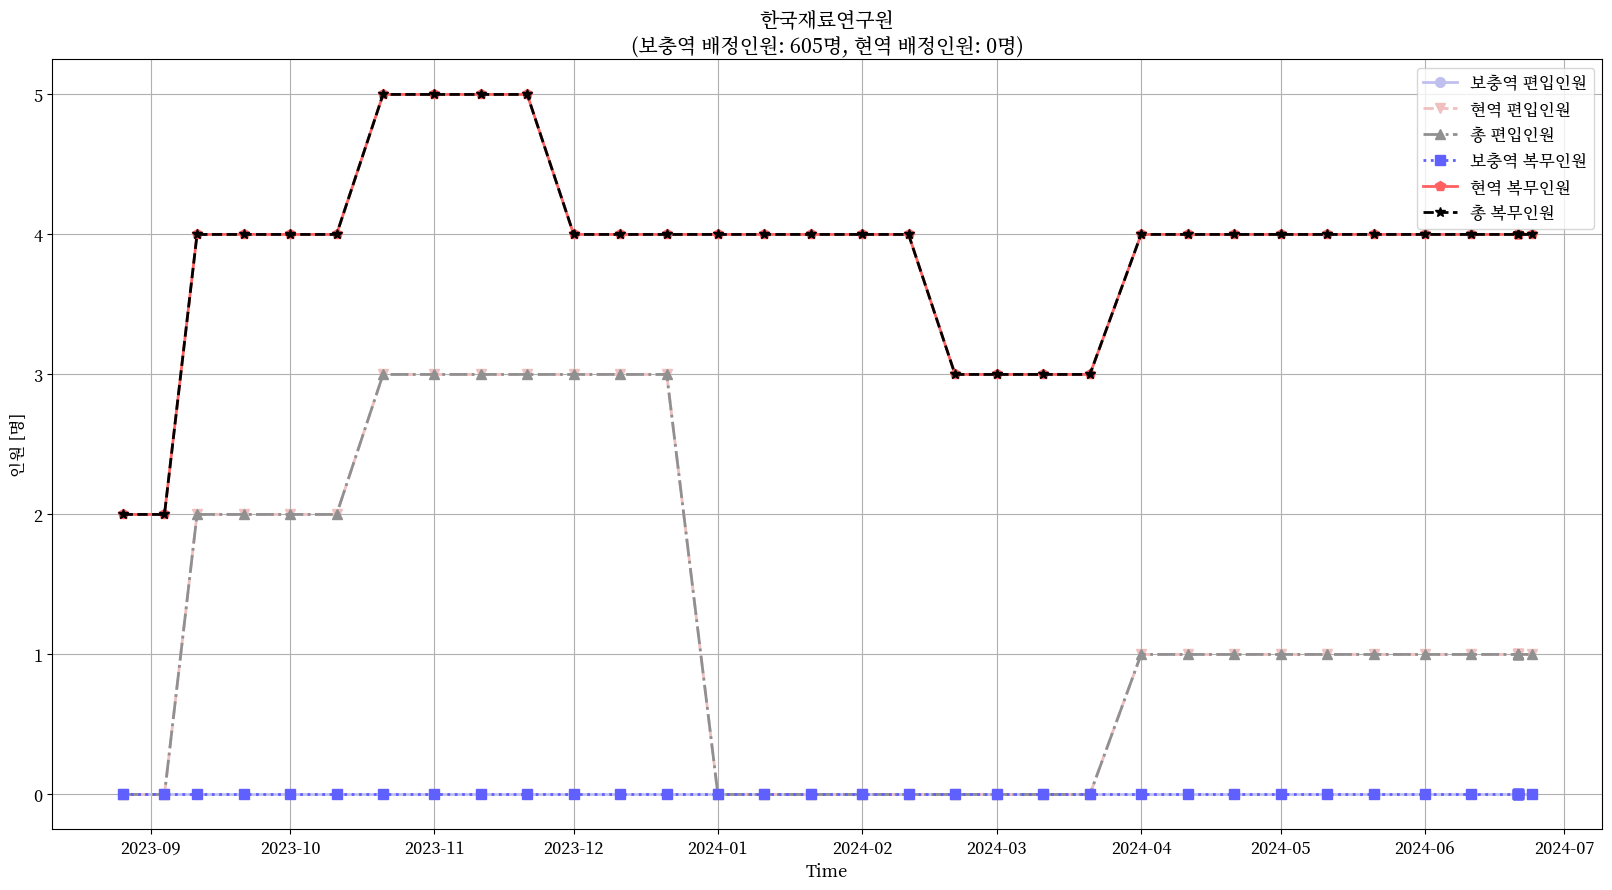 한국재료연구원
(보충역 배정인원: 605명, 현역 배정인원: 0명)
보충역 편입인원
현역 편입인원
총 편입인원
보충역 복무인원
현역 복무인원
총 복무인원
인원 [명]
5
4
3
2
1
0
2023-09
2023-10
2023-11
2023-12
2024-01
2024-02
2024-03
2024-04
2024-05
2024-06
2024-07
Time